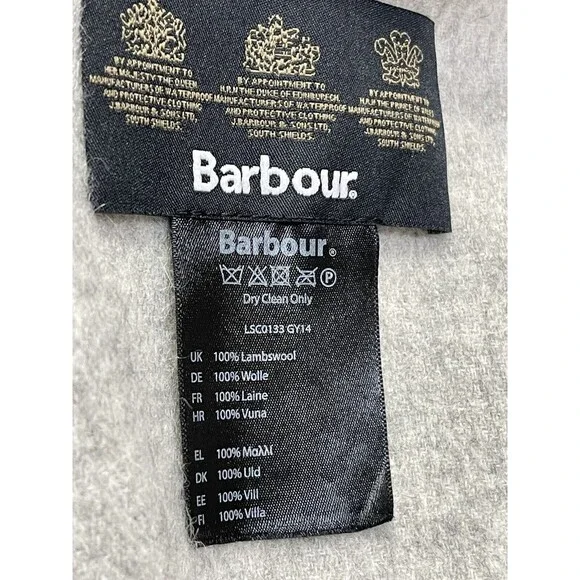 BY APPOINTMENT TO
HER MAJESTY THE QUEEN
MANUFACTURERS OF WATERPROOF
AND PROTECTIVE CLOTHING
J.BARBOUR & SONS LTD,
SOUTH SHIELDS.
BY APPOINTMENT TO
H.R.H THE DUKE OF EDINBURGH
MANUFACTURERS OF WATERPROOF
AND PROTECTIVE CLOTHING
J.BARBOUR & SONS LTD,
SOUTH SHIELDS.
BY APPOINTMENT TO
H.R.H THE PRINCE OF WALES
MANUFACTURERS OF WATERPROOF
AND PROTECTIVE CLOTHING
J.BARBOUR & SONS LTD,
SOUTH SHIELDS.
Barbour®
Barbour®
P
Dry Clean Only
LSC0133 GY14
UK 100% Lambswool
DE 100% Wolle
FR 100% Laine
HR 100% Vuna
EL 100% Μαλλί
DK 100% Uld
EE 100% Vill
FI 100% Villa